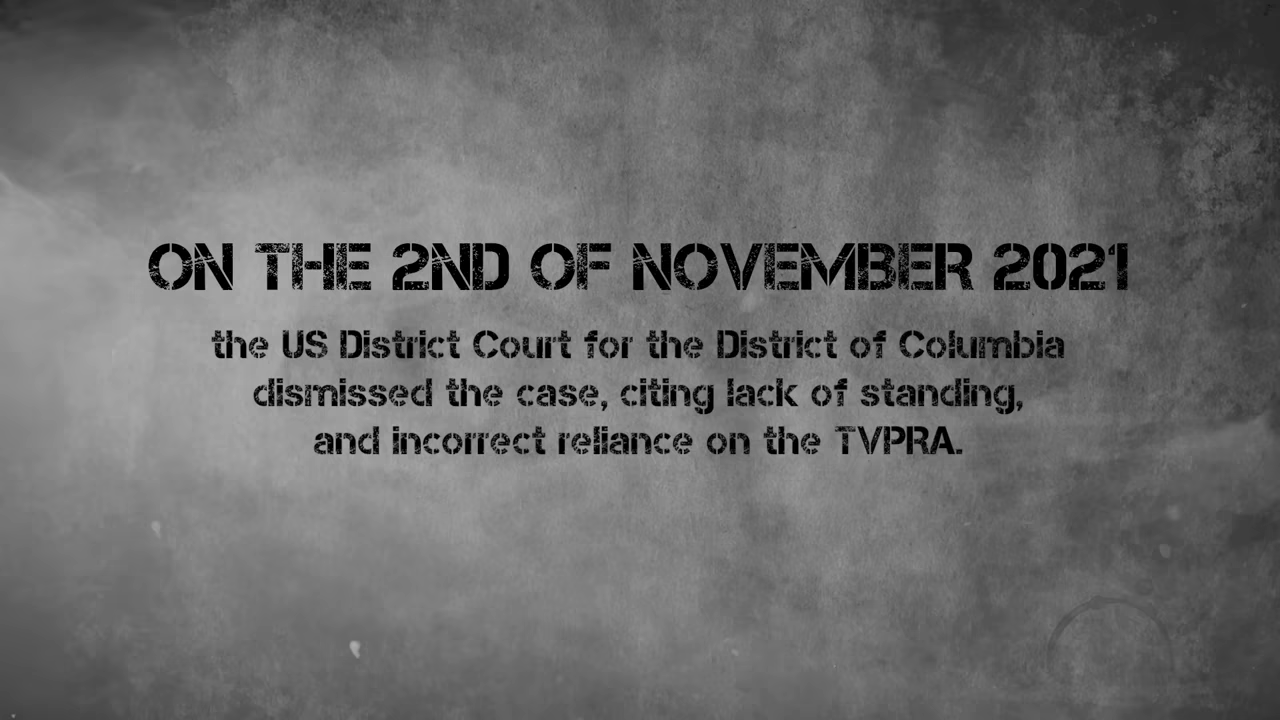 ON THE 2ND OF NOVEMBER 2021
the US District Court for the District of Columbia
dismissed the case, citing lack of standing,
and incorrect reliance on the TVPRA.